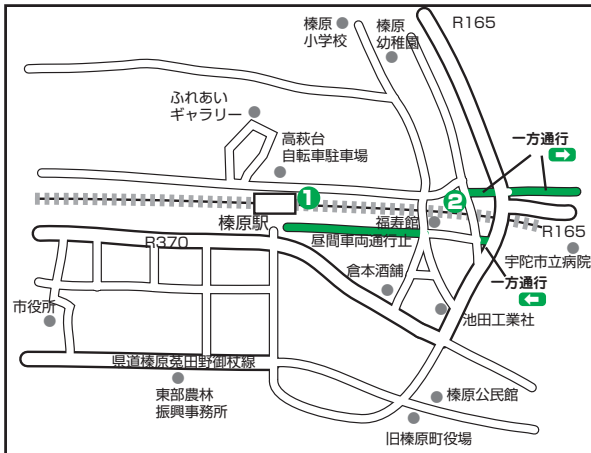 榛原
小学校
榛原
幼稚園
R165
ふれあい
ギャラリー
高萩台
自転車駐車場
一方通行
1
2
榛原駅
福寿館
昼間車両通行止
R165
R370
宇陀市立病院
倉本酒舗
一方通行
市役所
池田工業社
県道榛原菟田野御杖線
東部農林
振興事務所
榛原公民館
旧榛原町役場